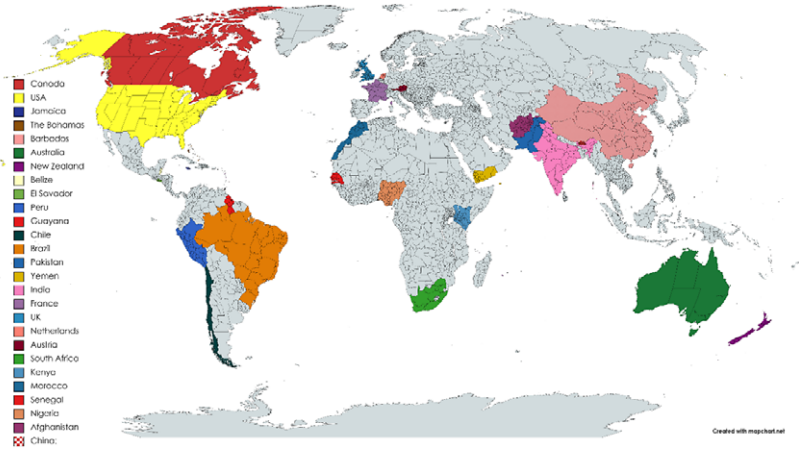 Canada
USA
Jamaica
The Bahamas
Barbados
Australia
New Zealand
Belize
El Savador
Peru
Guayana
Chile
Brazil
Pakistan
Yemen
India
France
UK
Netherlands
Austria
South Africa
Kenya
Morocco
Senegal
Nigeria
Afghanistan
China:
Created with mapchart.net